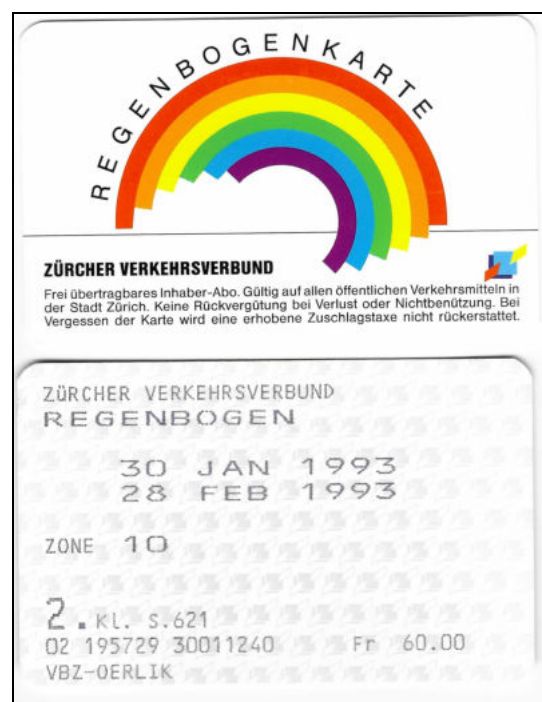 REGENBOGENKARTE
ZÜRCHER VERKEHRSVERBUND
Frei übertragbares Inhaber-Abo. Gültig auf allen öffentlichen Verkehrsmitteln in
der Stadt Zürich. Keine Rückvergütung bei Verlust oder Nichtbenützung. Bei
Vergessen der Karte wird eine erhobene Zuschlagstaxe nicht rückerstattet.
ZÜRCHER VERKEHRSVERBUND
REGENBOGEN
30 JAN 1993
28 FEB 1993
ZONE 10
2. KL. S.621
02 195729 30011240 Fr 60.00
VBZ-OERLIK